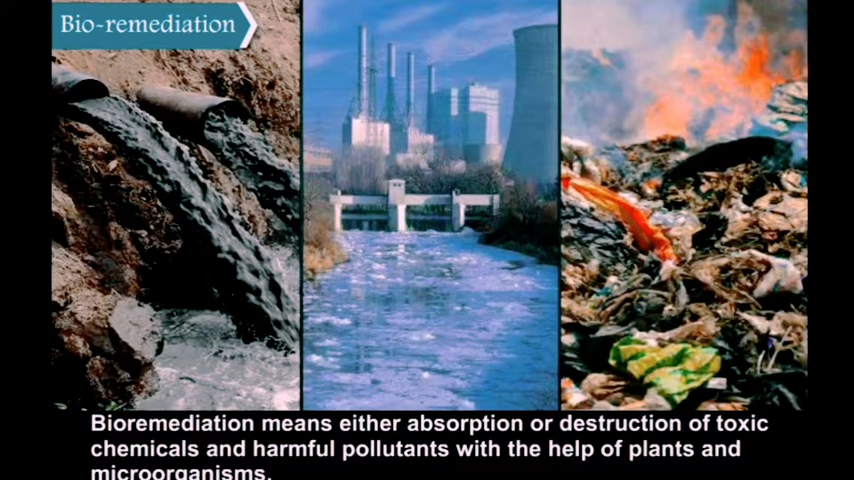 Bio-remediation
Bioremediation means either absorption or destruction of toxic
chemicals and harmful pollutants with the help of plants and
microorganisms.